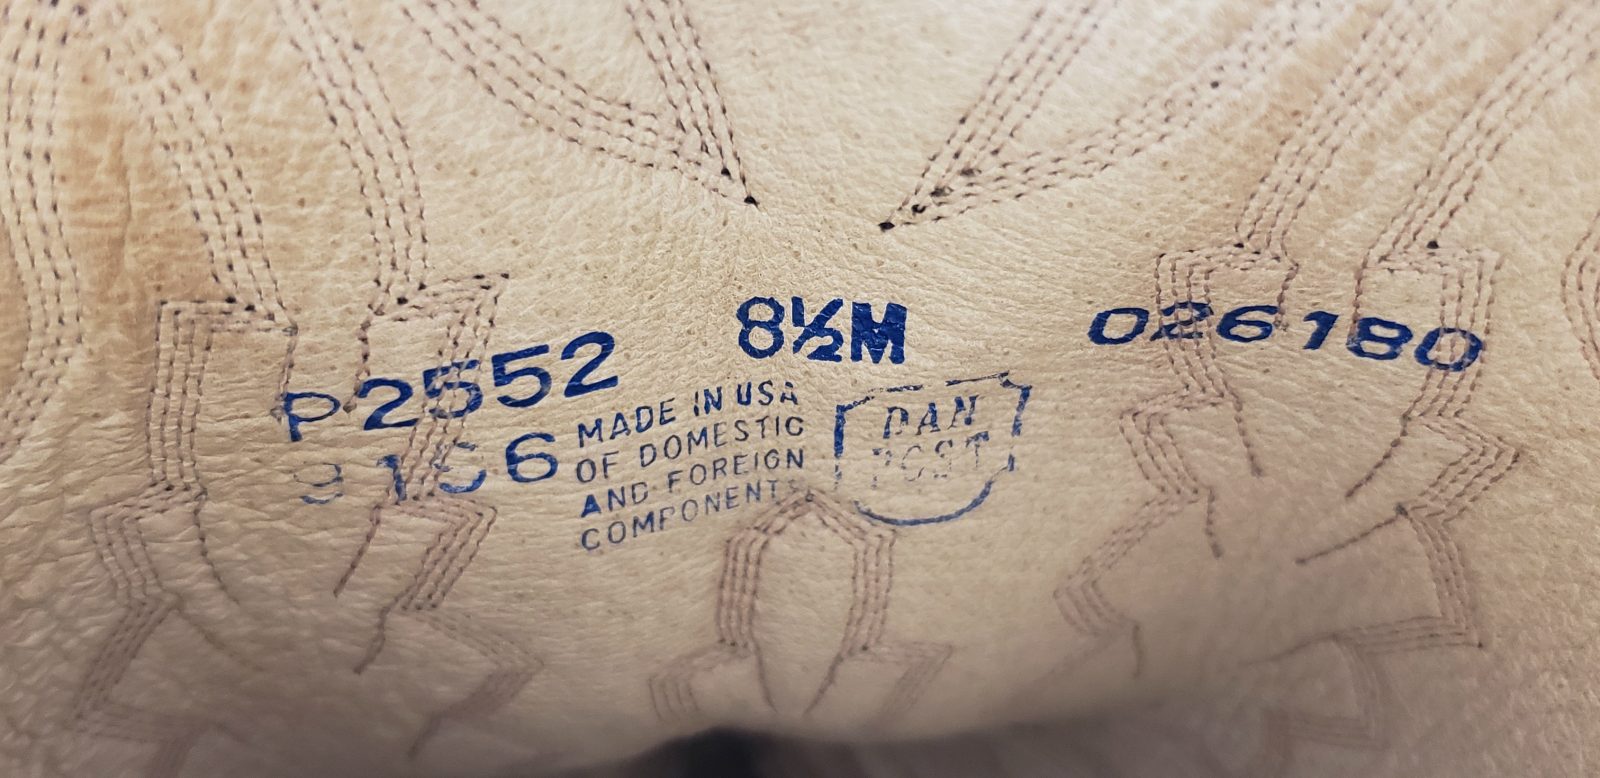 P2552
8½M
026180
MADE IN USA
OF DOMESTIC
AND FOREIGN
COMPONENTS
DAN
POST